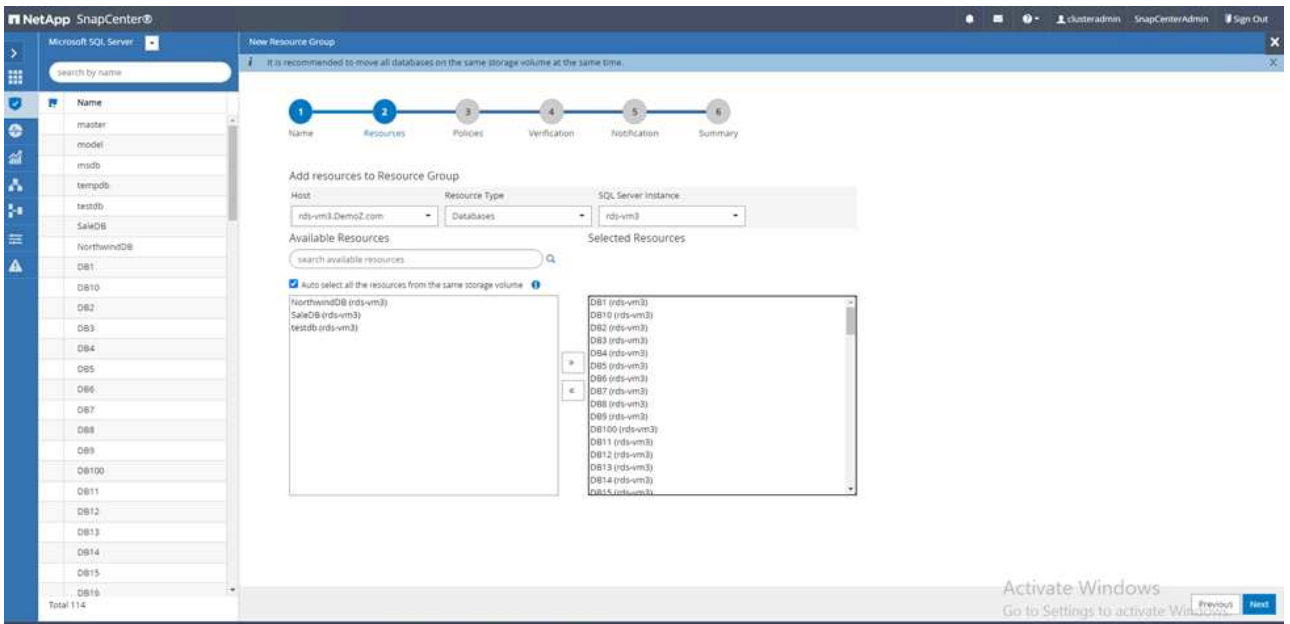 NetApp SnapCenter®
clusteradmin SnapCenterAdmin Sign Out
Microsoft SQL Server
New Resource Group
search by name
It is recommended to move all databases on the same storage volume at the same time.
Name
master
model
msdb
tempdb
testdb
SaleDB
NorthwindDB
DB1
DB10
DB2
DB3
DB4
DB5
DB6
DB7
DB8
DB9
DB100
DB11
DB12
DB13
DB14
DB15
DB16
Total 114
1 2 3 4 5 6
Name Resources Policies Verification Notification Summary
Add resources to Resource Group
Host Resource Type SQL Server Instance
rds-vm3.DemoZ.com Databases rds-vm3
Available Resources Selected Resources
search available resources
Auto select all the resources from the same storage volume
NorthwindDB (rds-vm3)
SaleDB (rds-vm3)
testdb (rds-vm3)
DB1 (rds-vm3)
DB10 (rds-vm3)
DB2 (rds-vm3)
DB3 (rds-vm3)
DB4 (rds-vm3)
DB5 (rds-vm3)
DB6 (rds-vm3)
DB7 (rds-vm3)
DB8 (rds-vm3)
DB9 (rds-vm3)
DB100 (rds-vm3)
DB11 (rds-vm3)
DB12 (rds-vm3)
DB13 (rds-vm3)
DB14 (rds-vm3)
DB15 (rds-vm3)
Activate Windows
Go to Settings to activate Windows.
Previous Next